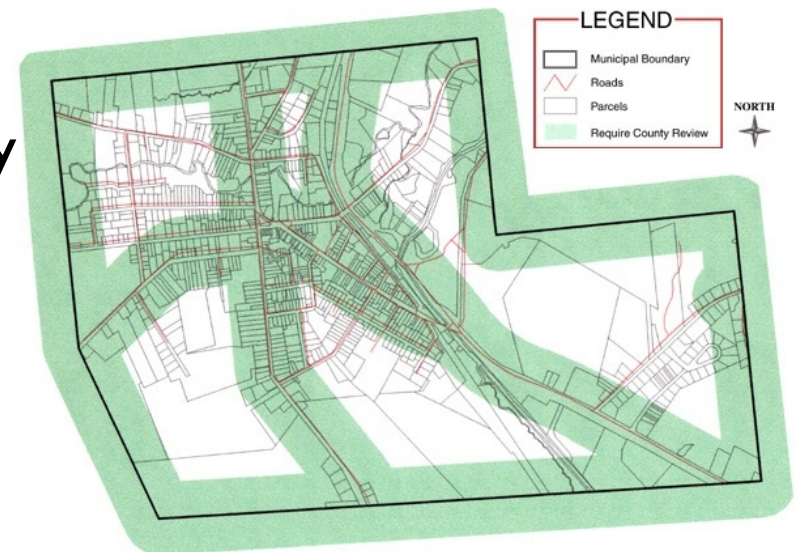 LEGEND
Municipal Boundary
Roads
Parcels
Require County Review
NORTH
y